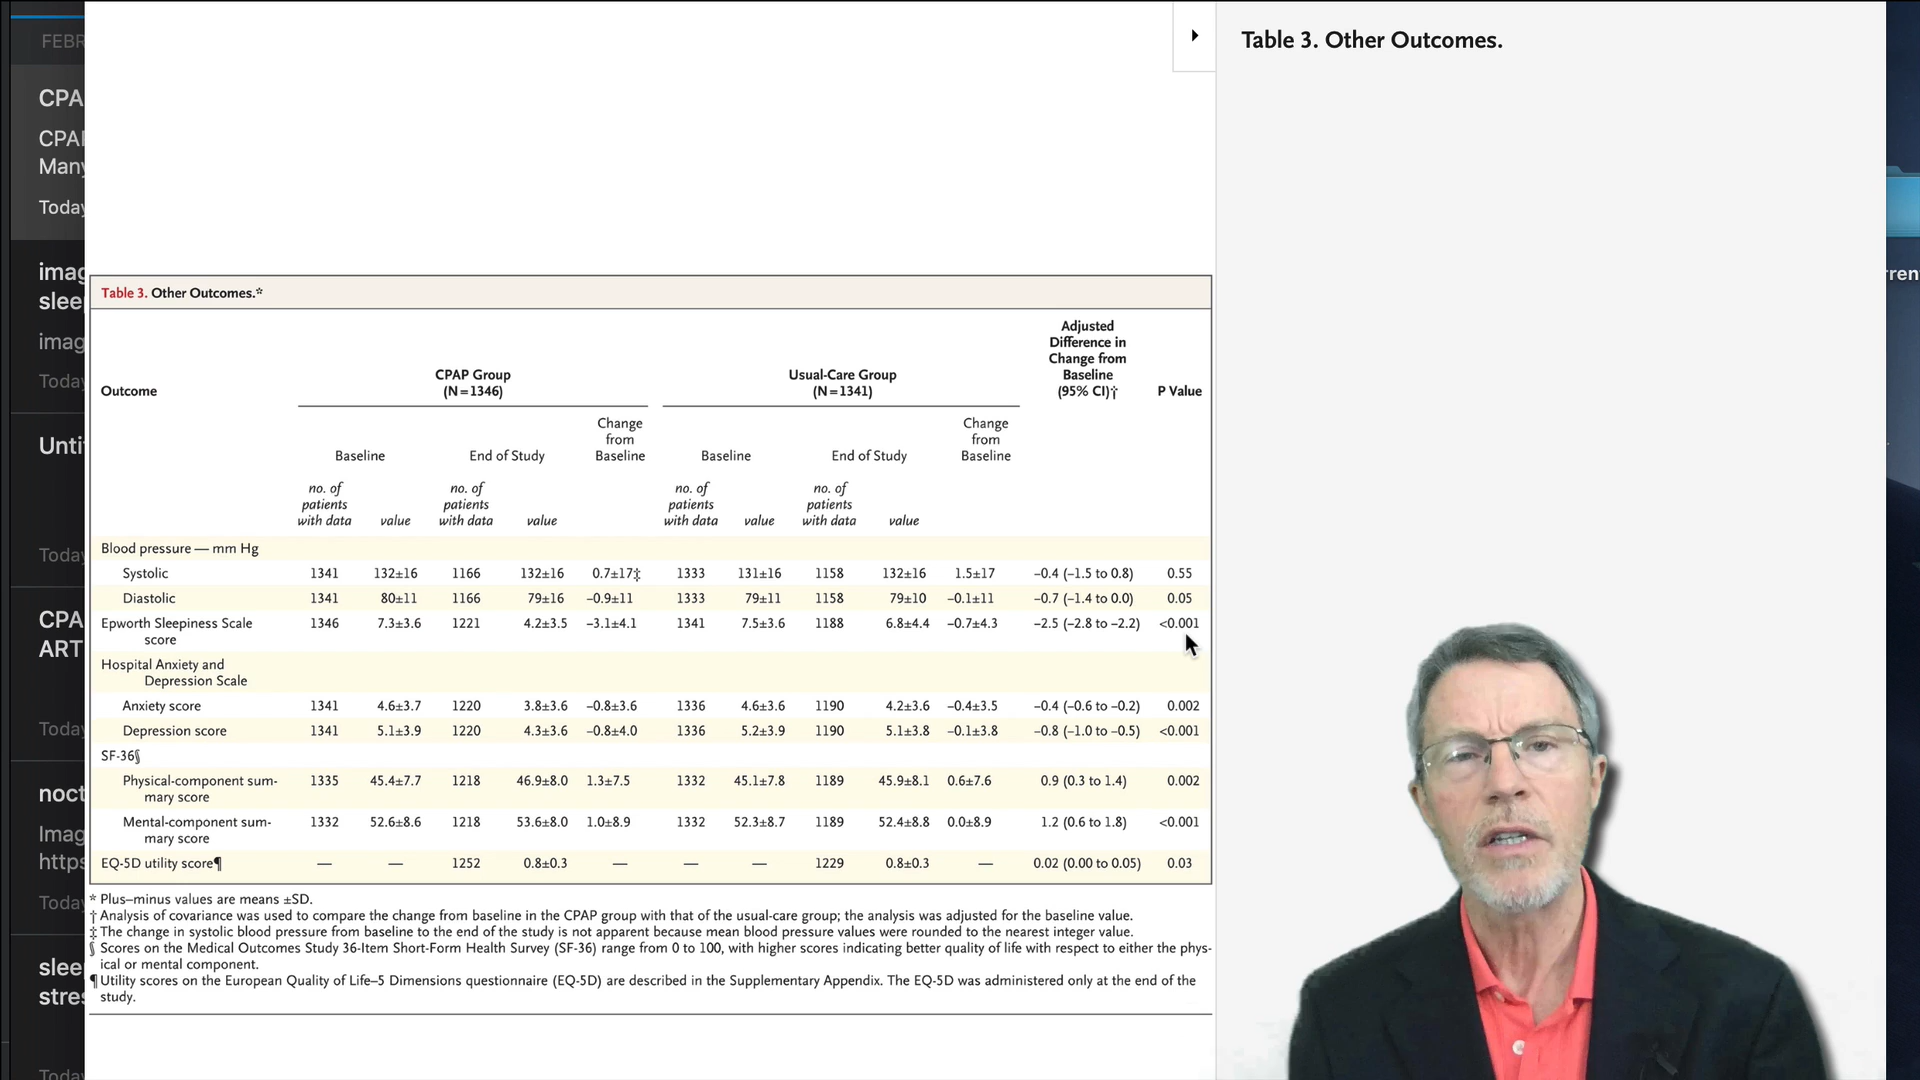 FEBR
CPA
CPAI
Many
Today
imag
slee
imag
Today
Unti
Today
CPA
ART
Today
noct
Imag
https
Today
slee
stres
Today
Table 3. Other Outcomes.
rren
Table 3. Other Outcomes.*
Outcome
CPAP Group
(N=1346)
Usual-Care Group
(N=1341)
Adjusted
Difference in
Change from
Baseline
(95% CI)†
P Value
Baseline
End of Study
Change
from
Baseline
Baseline
End of Study
Change
from
Baseline
no. of
patients
with data
value
no. of
patients
with data
value
no. of
patients
with data
value
no. of
patients
with data
value
Blood pressure — mm Hg
Systolic 1341 132±16 1166 132±16 0.7±17‡ 1333 131±16 1158 132±16 1.5±17 –0.4 (–1.5 to 0.8) 0.55
Diastolic 1341 80±11 1166 79±16 –0.9±11 1333 79±11 1158 79±10 –0.1±11 –0.7 (–1.4 to 0.0) 0.05
Epworth Sleepiness Scale 1346 7.3±3.6 1221 4.2±3.5 –3.1±4.1 1341 7.5±3.6 1188 6.8±4.4 –0.7±4.3 –2.5 (–2.8 to –2.2) <0.001
score
Hospital Anxiety and
Depression Scale
Anxiety score 1341 4.6±3.7 1220 3.8±3.6 –0.8±3.6 1336 4.6±3.6 1190 4.2±3.6 –0.4±3.5 –0.4 (–0.6 to –0.2) 0.002
Depression score 1341 5.1±3.9 1220 4.3±3.6 –0.8±4.0 1336 5.2±3.9 1190 5.1±3.8 –0.1±3.8 –0.8 (–1.0 to –0.5) <0.001
SF-36§
Physical-component sum- 1335 45.4±7.7 1218 46.9±8.0 1.3±7.5 1332 45.1±7.8 1189 45.9±8.1 0.6±7.6 0.9 (0.3 to 1.4) 0.002
mary score
Mental-component sum- 1332 52.6±8.6 1218 53.6±8.0 1.0±8.9 1332 52.3±8.7 1189 52.4±8.8 0.0±8.9 1.2 (0.6 to 1.8) <0.001
mary score
EQ-5D utility score¶ — — 1252 0.8±0.3 — — — 1229 0.8±0.3 — 0.02 (0.00 to 0.05) 0.03
* Plus–minus values are means ±SD.
† Analysis of covariance was used to compare the change from baseline in the CPAP group with that of the usual-care group; the analysis was adjusted for the baseline value.
‡ The change in systolic blood pressure from baseline to the end of the study is not apparent because mean blood pressure values were rounded to the nearest integer value.
§ Scores on the Medical Outcomes Study 36-Item Short-Form Health Survey (SF-36) range from 0 to 100, with higher scores indicating better quality of life with respect to either the phys-
ical or mental component.
¶ Utility scores on the European Quality of Life–5 Dimensions questionnaire (EQ-5D) are described in the Supplementary Appendix. The EQ-5D was administered only at the end of the
study.